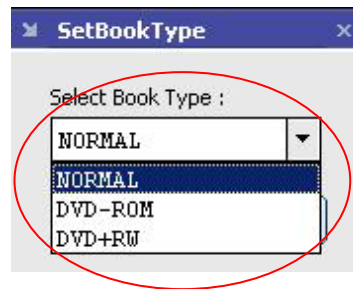 SetBookType
Select Book Type :
NORMAL
NORMAL
DVD-ROM
DVD+RW